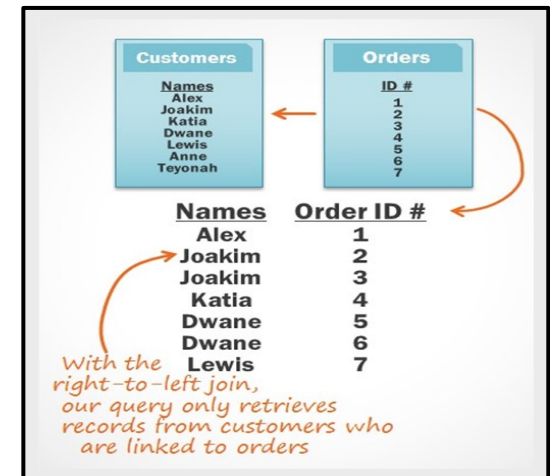 Customers
Names
Alex
Joakim
Katia
Dwane
Lewis
Anne
Teyonah
Orders
ID #
1
2
3
4
5
6
7
Names Order ID #
Alex 1
Joakim 2
Joakim 3
Katia 4
Dwane 5
Dwane 6
Lewis 7
With the
right-to-left join,
our query only retrieves
records from customers who
are linked to orders